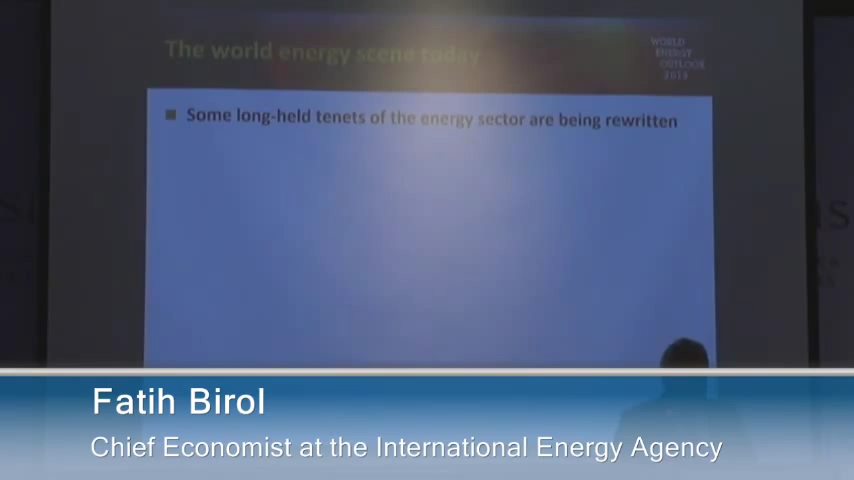 The world energy scene today
WORLD
ENERGY
OUTLOOK
2013
Some long-held tenets of the energy sector are being rewritten
Fatih Birol
Chief Economist at the International Energy Agency